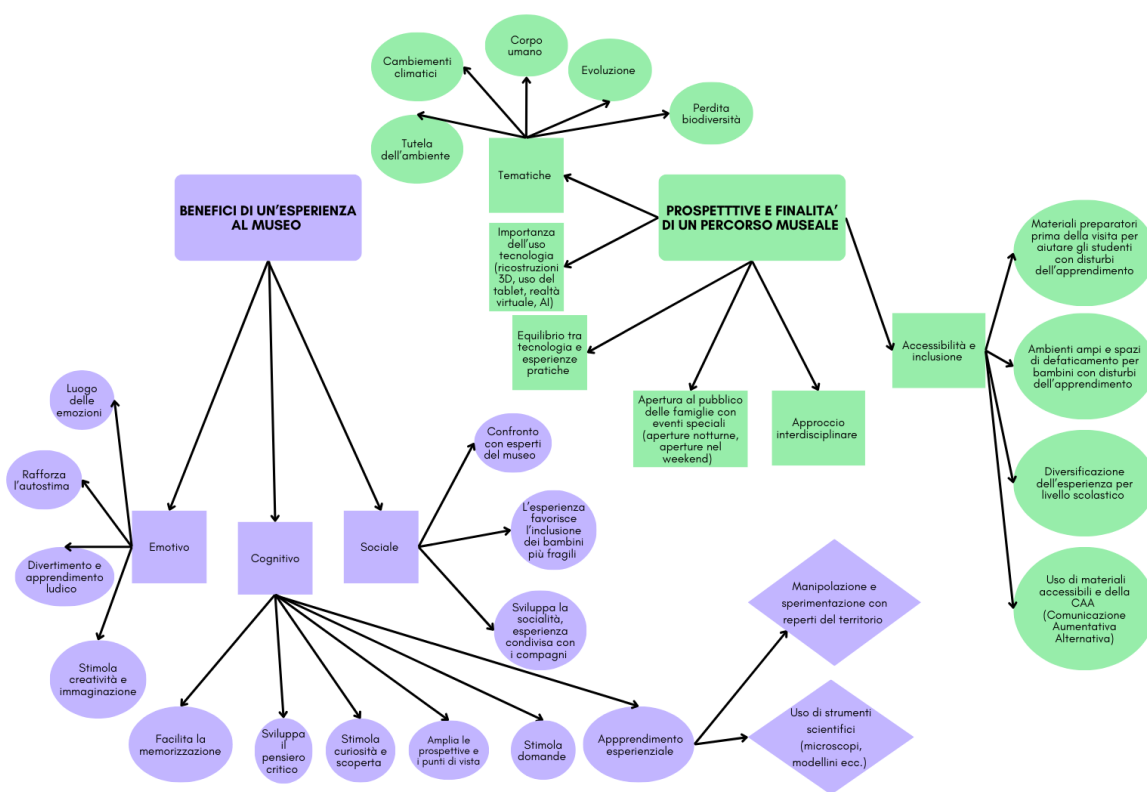 Corpo
umano
Cambiementi
climatici
Evoluzione
Perdita
biodiversità
Tutela
dell'ambiente
Tematiche
BENEFICI DI UN'ESPERIENZA
AL MUSEO
PROSPETTTIVE E FINALITA'
DI UN PERCORSO MUSEALE
Importanza
dell'uso
tecnologia
(ricostruzioni
3D, uso del
tablet, realtà
virtuale, AI)
Equilibrio tra
tecnologia e
esperienze
pratiche
Apertura al pubblico
delle famiglie con
eventi speciali
(aperture notturne,
aperture nel
weekend)
Approccio
interdisciplinare
Accessibilità e
inclusione
Materiali preparatori
prima della visita per
aiutare gli studenti
con disturbi
dell'apprendimento
Ambienti ampi e spazi
di defaticamento per
bambini con disturbi
dell'apprendimento
Diversificazione
dell'esperienza per
livello scolastico
Uso di materiali
accessibili e della
CAA
(Comunicazione
Aumentativa
Alternativa)
Luogo
delle
emozioni
Rafforza
l'autostima
Divertimento e
apprendimento
ludico
Stimola
creatività e
immaginazione
Emotivo
Cognitivo
Sociale
Confronto
con esperti
del museo
L'esperienza
favorisce
l'inclusione
dei bambini
più fragili
Sviluppa la
socialità,
esperienza
condivisa con
i compagni
Facilita la
memorizzazione
Sviluppa
il
pensiero
critico
Stimola
curiosità e
scoperta
Amplia le
prospettive e
i punti di vista
Stimola
domande
Appprendimento
esperienziale
Manipolazione e
sperimentazione con
reperti del territorio
Uso di strumenti
scientifici
(microscopi,
modellini ecc.)